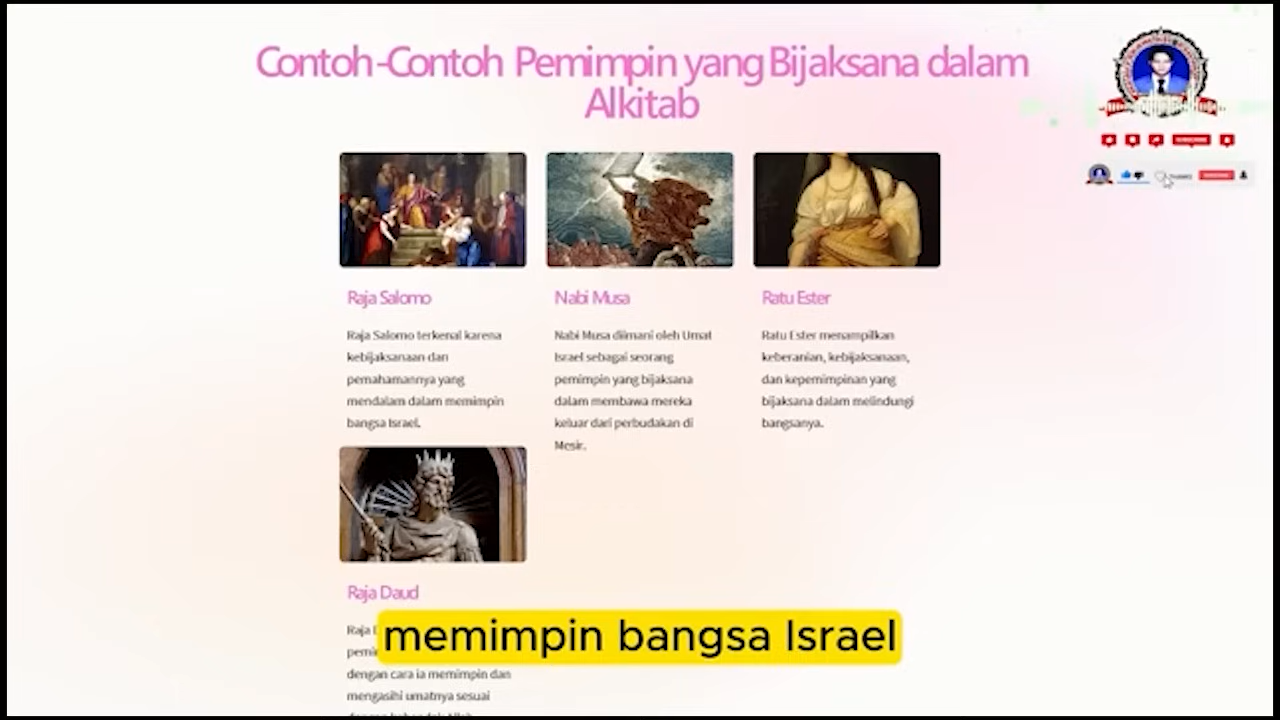 Contoh-Contoh Pemimpin yang Bijaksana dalam
Alkitab
Raja Salomo
Raja Salomo terkenal karena
kebijaksanaan dan
pemahamannya yang
mendalam dalam memimpin
bangsa Israel.
Nabi Musa
Nabi Musa diimani oleh Umat
Israel sebagai seorang
pemimpin yang bijaksana
dalam membawa mereka
keluar dari perbudakan di
Mesir.
Ratu Ester
Ratu Ester menampilkan
keberanian, kebijaksanaan,
dan kepemimpinan yang
bijaksana dalam melindungi
bangsanya.
Raja Daud
Raja
dengan cara ia memimpin dan
mengasihi umatnya sesuai
memimpin bangsa Israel